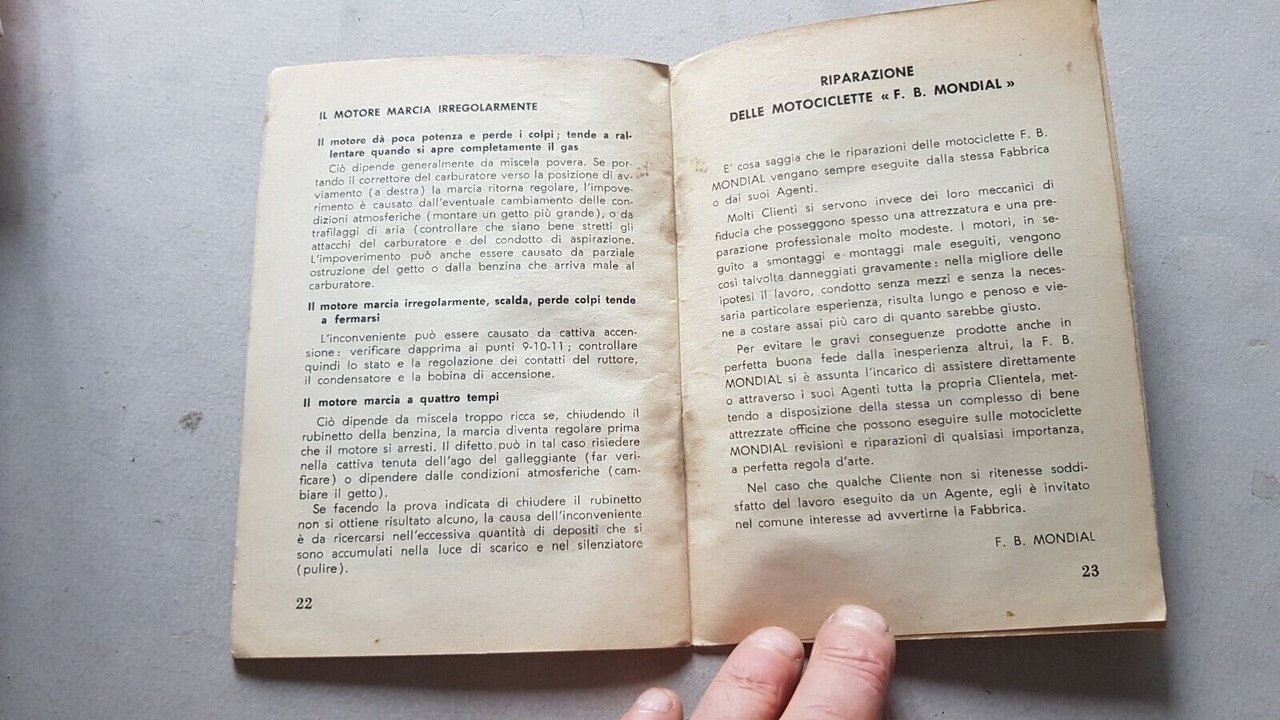 IL MOTORE MARCIA IRREGOLARMENTE
Il motore dà poca potenza e perde i colpi; tende a ral-
lentare quando si apre completamente il gas
Ciò dipende generalmente da miscela povera. Se por-
tando il correttore del carburatore verso la posizione di av-
viamento (a destra) la marcia ritorna regolare, l'impove-
rimento è causato dall'eventuale cambiamento delle con-
dizioni atmosferiche (montare un getto più grande), o da
trafilaggi di aria (controllare che siano bene stretti gli
attacchi del carburatore e del condotto di aspirazione.
L'impoverimento può anche essere causato da parziale
ostruzione del getto o dalla benzina che arriva male al
carburatore.
Il motore marcia irregolarmente, scalda, perde colpi tende
a fermarsi
L'inconveniente può essere causato da cattiva accen-
sione: verificare dapprima ai punti 9-10-11; controllare
quindi lo stato e la regolazione dei contatti del ruttore,
il condensatore e la bobina di accensione.
Il motore marcia a quattro tempi
Ciò dipende da miscela troppo ricca se, chiudendo il
rubinetto della benzina, la marcia diventa regolare prima
che il motore si arresti. Il difetto può in tal caso risiedere
nella cattiva tenuta dell'ago del galleggiante (far veri-
ficare) o dipendere dalle condizioni atmosferiche (cam-
biare il getto).
Se facendo la prova indicata di chiudere il rubinetto
non si ottiene risultato alcuno, la causa dell'inconveniente
è da ricercarsi nell'eccessiva quantità di depositi che si
sono accumulati nella luce di scarico e nel silenziatore
(pulire).
22
RIPARAZIONE
DELLE MOTOCICLETTE « F. B. MONDIAL »
E' cosa saggia che le riparazioni delle motociclette F. B.
MONDIAL vengano sempre eseguite dalla stessa Fabbrica
o dai suoi Agenti.
Molti Clienti si servono invece dei loro meccanici di
fiducia che posseggono spesso una attrezzatura e una pre-
parazione professionale molto modeste. I motori, in se-
guito a smontaggi e-montaggi male eseguiti, vengono
così talvolta danneggiati gravamente: nella migliore delle
ipotesi il lavoro, condotto senza mezzi e senza la neces-
saria particolare esperienza, risulta lungo e penoso e vie-
ne a costare assai più caro di quanto sarebbe giusto.
Per evitare le gravi conseguenze prodotte anche in
perfetta buona fede dalla inesperienza altrui, la F. B.
MONDIAL si è assunta l'incarico di assistere direttamente
o attraverso i suoi Agenti tutta la propria Clientela, met-
tendo a disposizione della stessa un complesso di bene
attrezzate officine che possono eseguire sulle motociclette
MONDIAL revisioni e riparazioni di qualsiasi importanza,
a perfetta regola d'arte.
Nel caso che qualche Cliente non si ritenesse soddi-
sfatto del lavoro eseguito da un Agente, egli è invitato
nel comune interesse ad avvertirne la Fabbrica.
F. B. MONDIAL
23